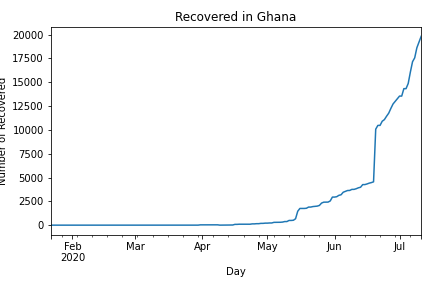 Recovered in Ghana
20000
17500
15000
12500
10000
7500
5000
2500
0
Number of Recovered
Feb
2020
Mar
Apr
May
Jun
Jul
Day